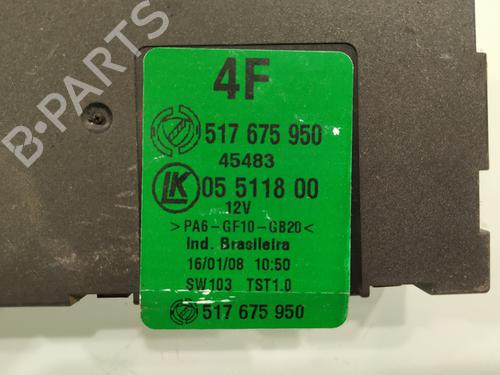 B-PARTS
4F
517 675 950
45483
LK 05 5118 00
12V
>PA6-GF10-GB20<
Ind. Brasileira
16/01/08 10:50
SW103 TST1.0
517 675 950